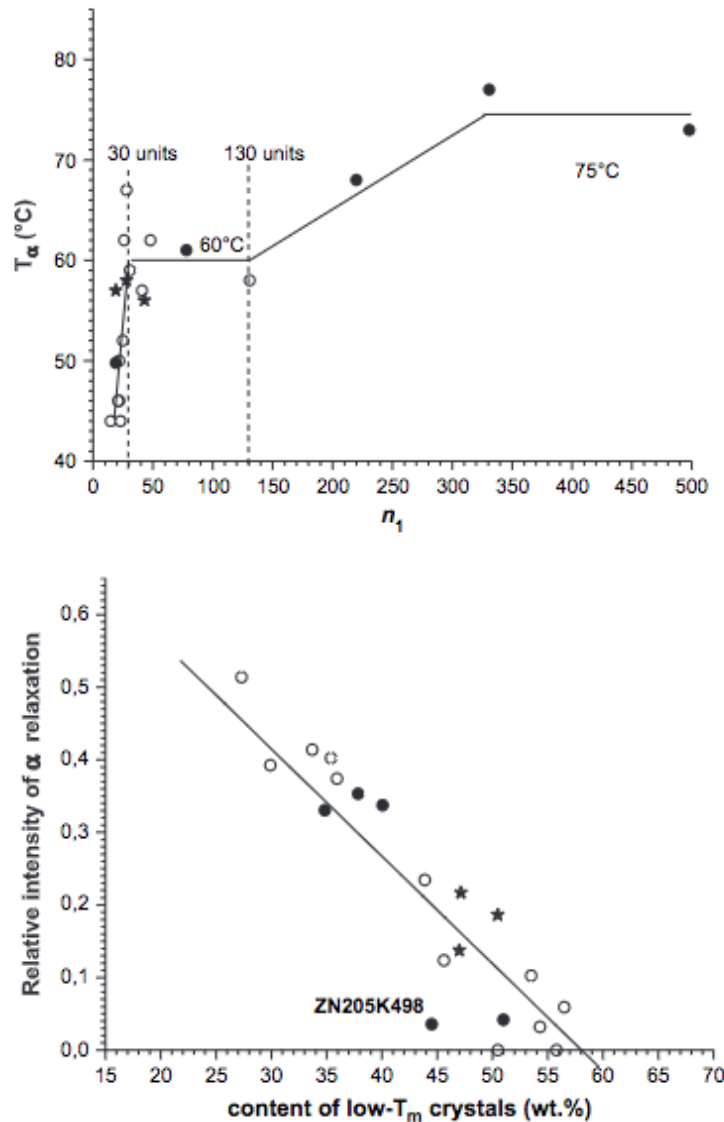 80
70
60
50
40
T_α (°C)
30 units
130 units
60°C
75°C
0 50 100 150 200 250 300 350 400 450 500
n₁
0,6
0,5
0,4
0,3
0,2
0,1
0,0
Relative intensity of α relaxation
ZN205K498
15 20 25 30 35 40 45 50 55 60 65 70
content of low-Tₘ crystals (wt.%)